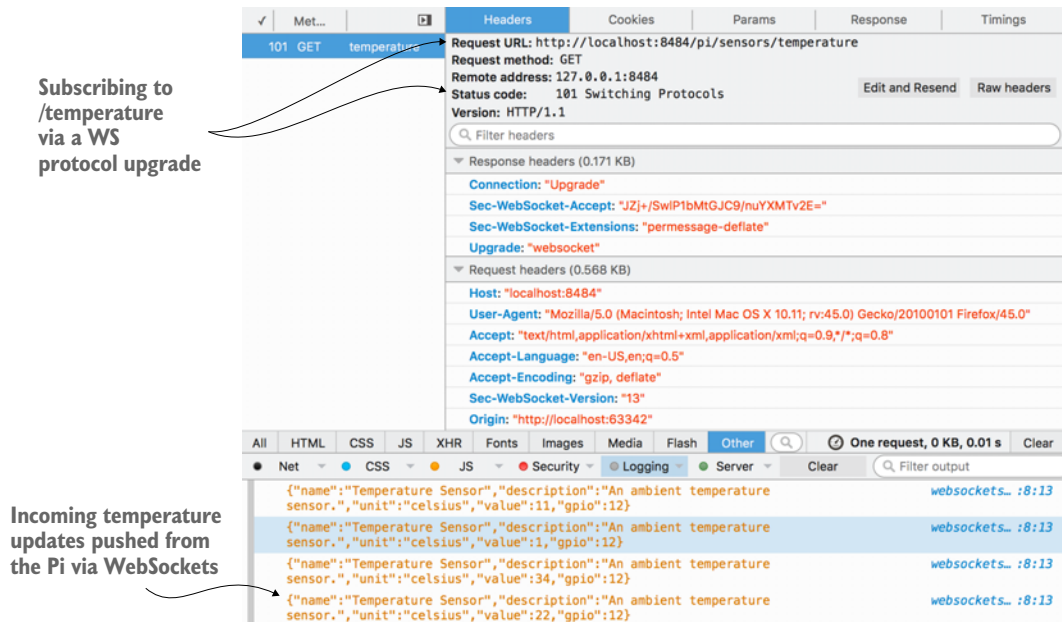 Met...
Headers Cookies Params Response Timings
101 GET temperature
Request URL: http://localhost:8484/pi/sensors/temperature
Request method: GET
Remote address: 127.0.0.1:8484
Status code: 101 Switching Protocols
Edit and Resend Raw headers
Version: HTTP/1.1
Filter headers
Subscribing to
/temperature
via a WS
protocol upgrade
Response headers (0.171 KB)
Connection: "Upgrade"
Sec-WebSocket-Accept: "JZj+/SwlP1bMtGJC9/nuYXMTv2E="
Sec-WebSocket-Extensions: "permessage-deflate"
Upgrade: "websocket"
Request headers (0.568 KB)
Host: "localhost:8484"
User-Agent: "Mozilla/5.0 (Macintosh; Intel Mac OS X 10.11; rv:45.0) Gecko/20100101 Firefox/45.0"
Accept: "text/html,application/xhtml+xml,application/xml;q=0.9,*/*;q=0.8"
Accept-Language: "en-US,en;q=0.5"
Accept-Encoding: "gzip, deflate"
Sec-WebSocket-Version: "13"
Origin: "http://localhost:63342"
All HTML CSS JS XHR Fonts Images Media Flash Other One request, 0 KB, 0.01 s Clear
Net CSS JS Security Logging Server Clear Filter output
{"name":"Temperature Sensor","description":"An ambient temperature websockets… :8:13
sensor.","unit":"celsius","value":11,"gpio":12}
{"name":"Temperature Sensor","description":"An ambient temperature websockets… :8:13
sensor.","unit":"celsius","value":1,"gpio":12}
{"name":"Temperature Sensor","description":"An ambient temperature websockets… :8:13
sensor.","unit":"celsius","value":34,"gpio":12}
{"name":"Temperature Sensor","description":"An ambient temperature websockets… :8:13
sensor.","unit":"celsius","value":22,"gpio":12}
Incoming temperature
updates pushed from
the Pi via WebSockets